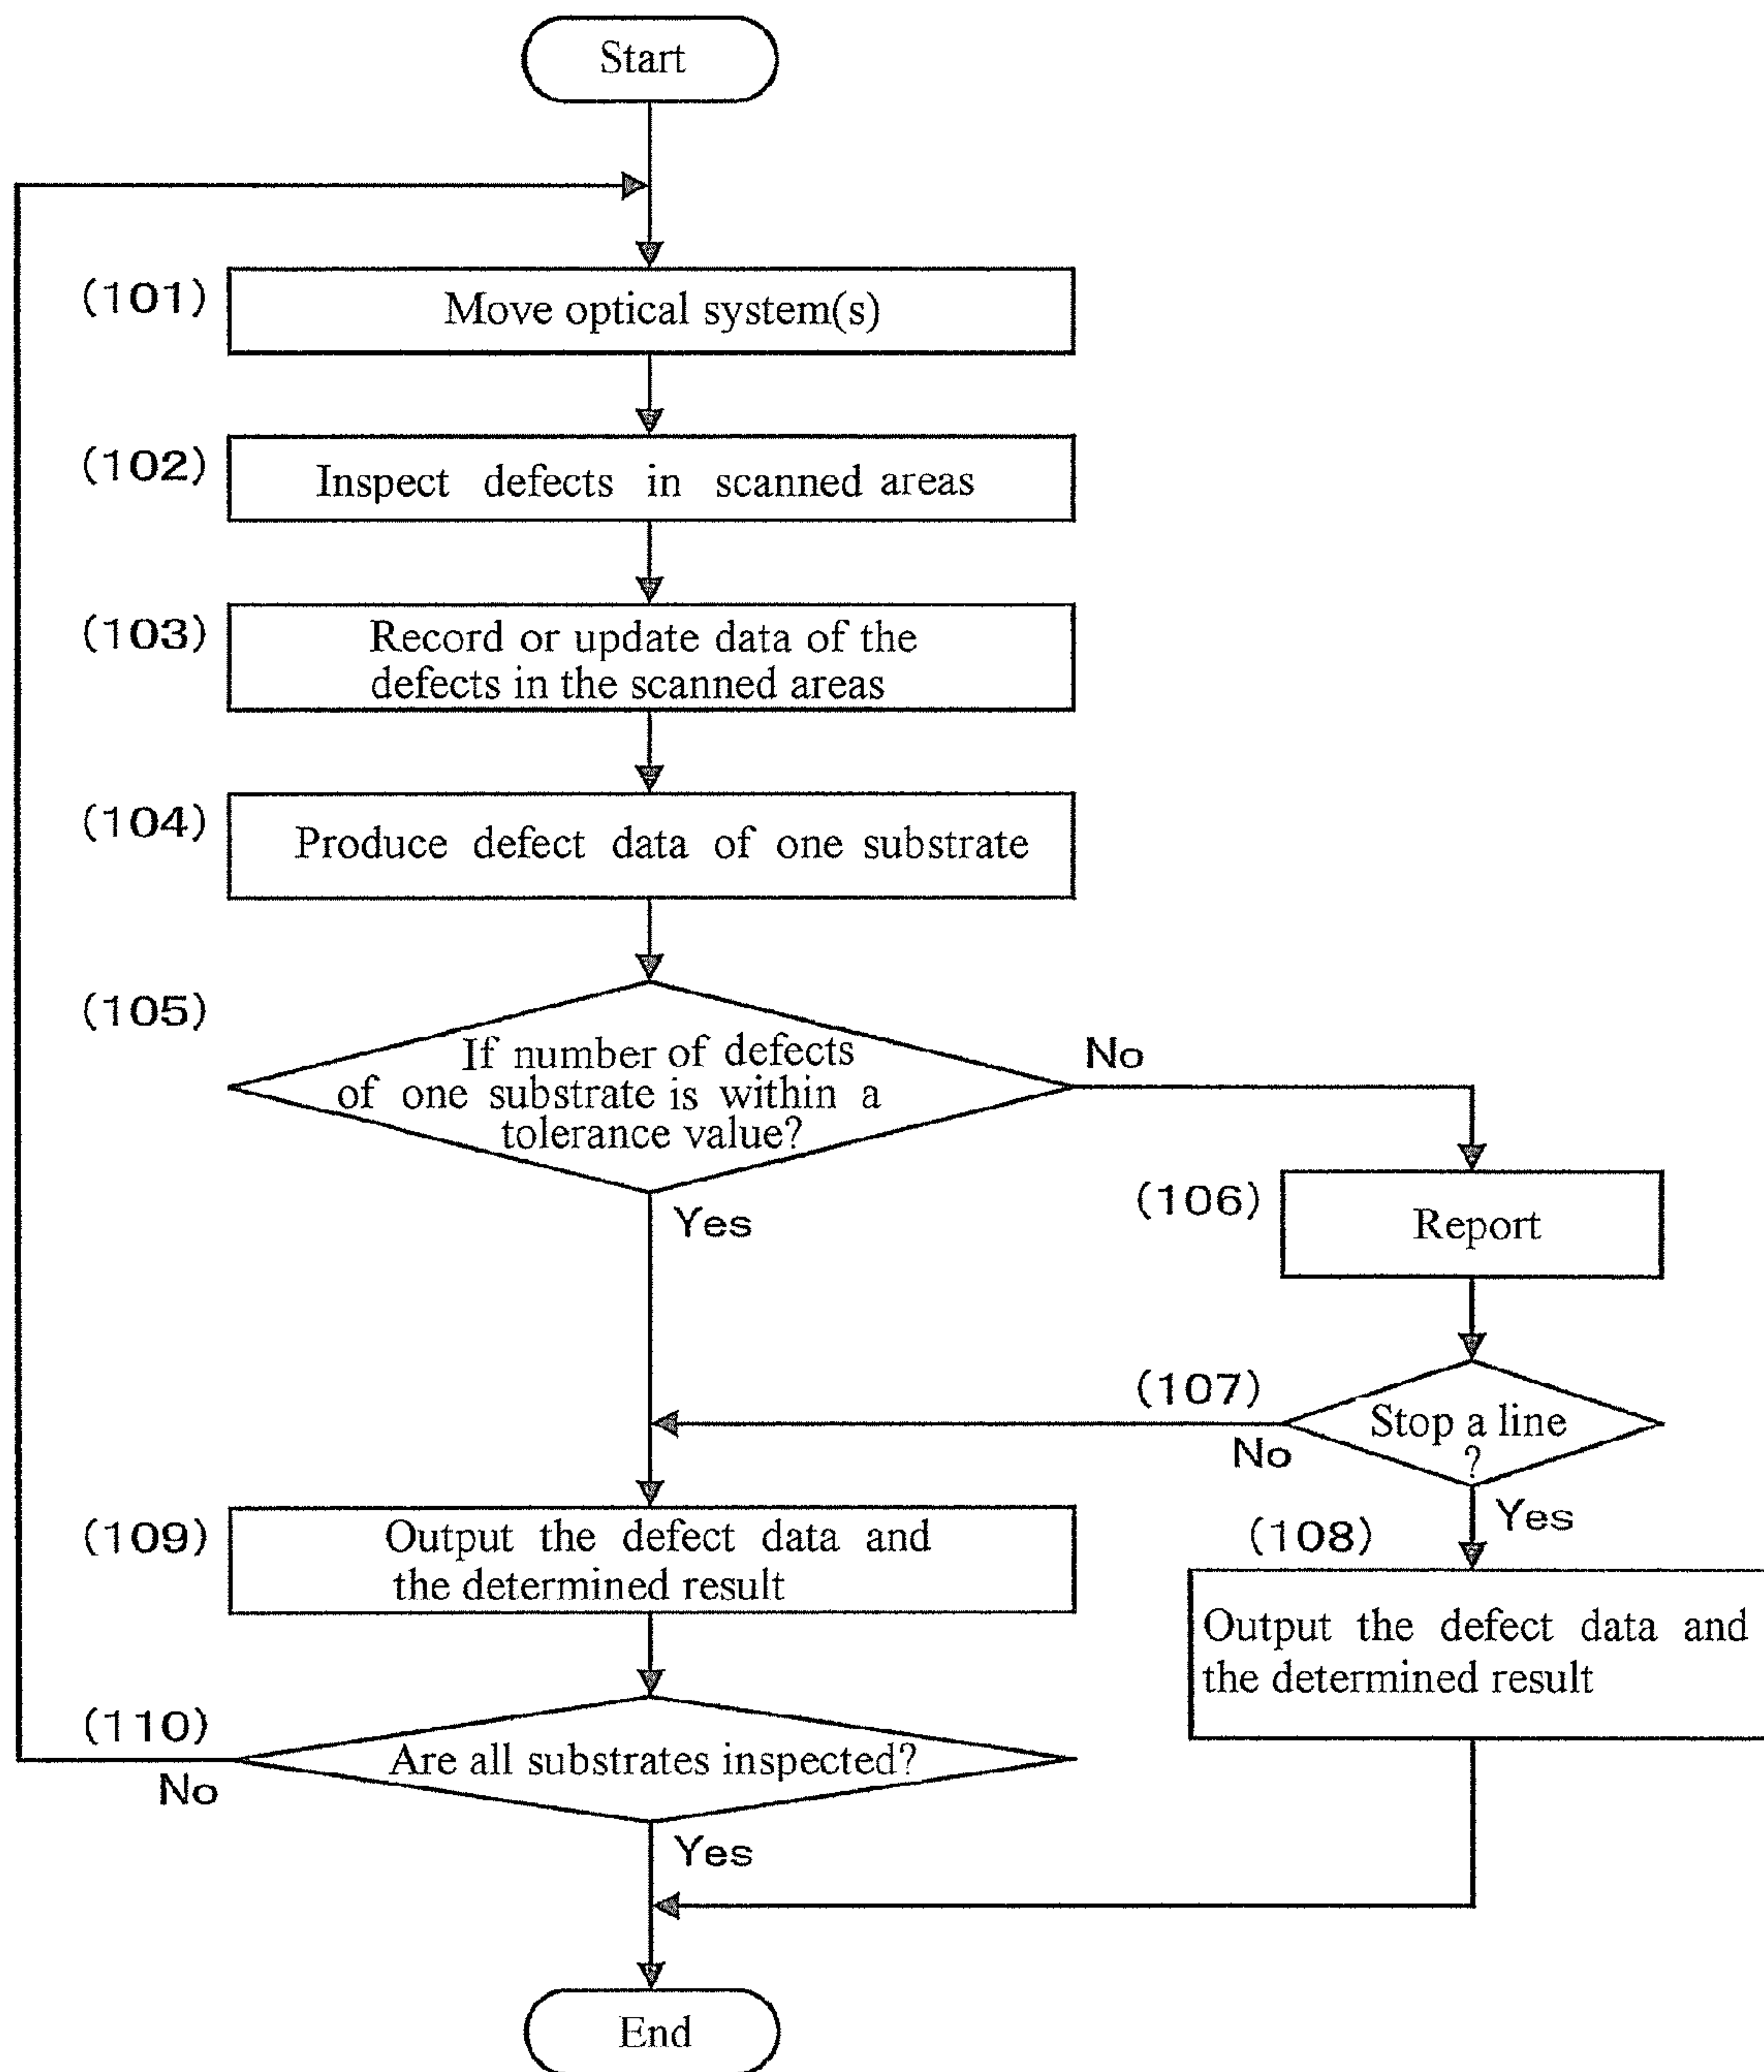 Start
(101)
Move optical system(s)
(102)
Inspect defects in scanned areas
(103)
Record or update data of the
defects in the scanned areas
(104)
Produce defect data of one substrate
(105)
If number of defects
of one substrate is within a
tolerance value?
No
Yes
(106)
Report
(107)
Stop a line
?
No
Yes
(108)
Output the defect data and
the determined result
(109)
Output the defect data and
the determined result
(110)
Are all substrates inspected?
No
Yes
End